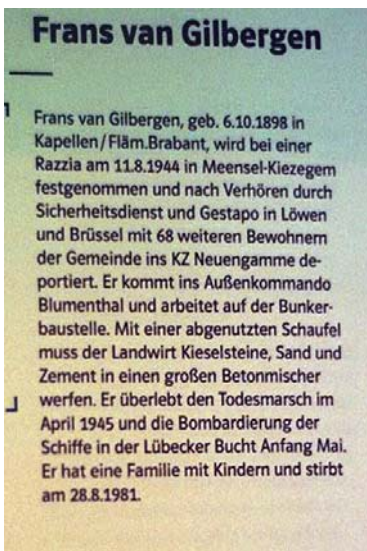 Frans van Gilbergen
Frans van Gilbergen, geb. 6.10.1898 in
Kapellen/Fläm.Brabant, wird bei einer
Razzia am 11.8.1944 in Meensel-Kiezegem
festgenommen und nach Verhören durch
Sicherheitsdienst und Gestapo in Löwen
und Brüssel mit 68 weiteren Bewohnern
der Gemeinde ins KZ Neuengamme de-
portiert. Er kommt ins Außenkommando
Blumenthal und arbeitet auf der Bunker-
baustelle. Mit einer abgenutzten Schaufel
muss der Landwirt Kieselsteine, Sand und
Zement in einen großen Betonmischer
werfen. Er überlebt den Todesmarsch im
April 1945 und die Bombardierung der
Schiffe in der Lübecker Bucht Anfang Mai.
Er hat eine Familie mit Kindern und stirbt
am 28.8.1981.